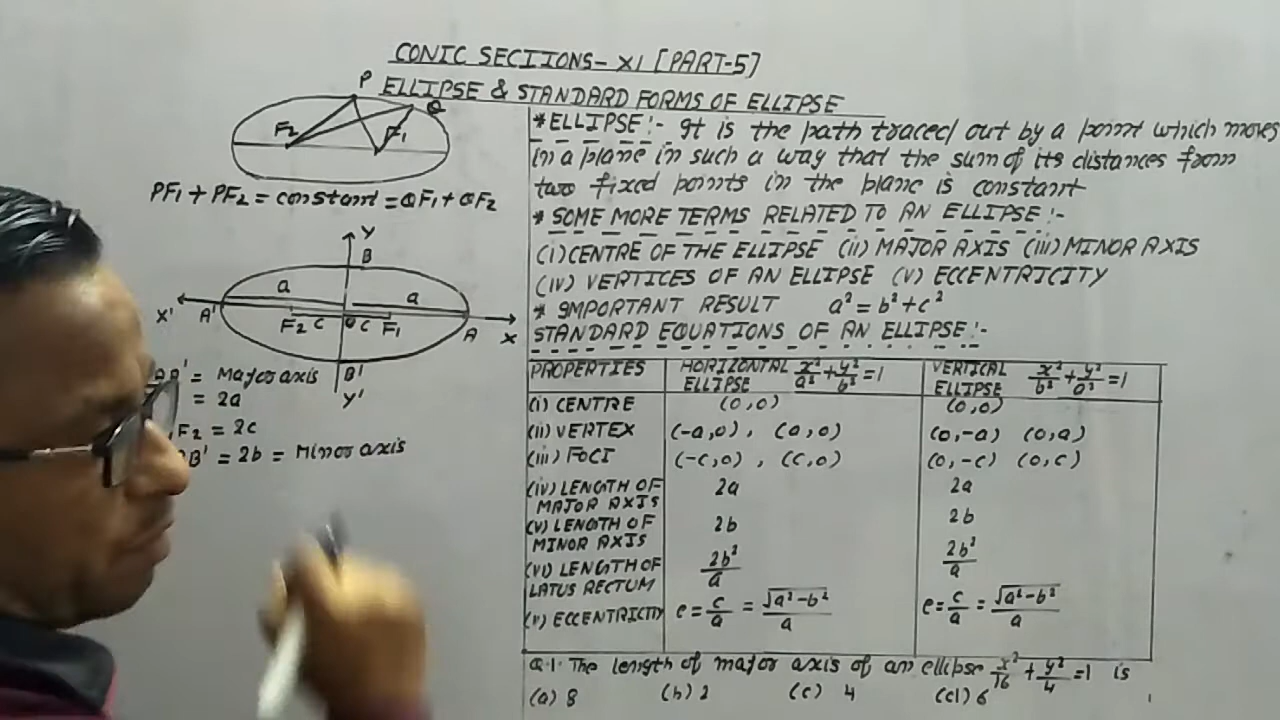 CONIC SECTIONS- XI [PART-5]
ELLIPSE & STANDARD FORMS OF ELLIPSE
P
Q
F2
F1
PF1 + PF2 = constant = QF1 + QF2
Y
B
a
a
X'
A'
F2
C
O
C
F1
A
X
B'
Y'
A' = Major axis
= 2a
F2 = 2c
BB' = 2b = Minor axis
*ELLIPSE:- It is the path traced out by a point which moves
in a plane in such a way that the sum of its distances from
two fixed points in the plane is constant
* SOME MORE TERMS RELATED TO AN ELLIPSE:-
(i) CENTRE OF THE ELLIPSE (ii) MAJOR AXIS (iii) MINOR AXIS
(iv) VERTICES OF AN ELLIPSE (v) ECCENTRICITY
* IMPORTANT RESULT a² = b² + c²
STANDARD EQUATIONS OF AN ELLIPSE:-
PROPERTIES HORIZONTAL ELLIPSE x²/a² + y²/b² = 1 VERTICAL ELLIPSE x²/b² + y²/a² = 1
(i) CENTRE (0,0) (0,0)
(ii) VERTEX (-a,0), (a,0) (0,-a) (0,a)
(iii) FOCI (-c,0), (c,0) (0,-c) (0,c)
(iv) LENGTH OF MAJOR AXIS 2a 2a
(v) LENGTH OF MINOR AXIS 2b 2b
(vi) LENGTH OF LATUS RECTUM 2b²/a 2b²/a
(v) ECCENTRICITY e = c/a = √(a²-b²)/a e = c/a = √(a²-b²)/a
Q.1. The length of major axis of an ellipse x²/16 + y²/4 = 1 is
(a) 8 (b) 2 (c) 4 (d) 6